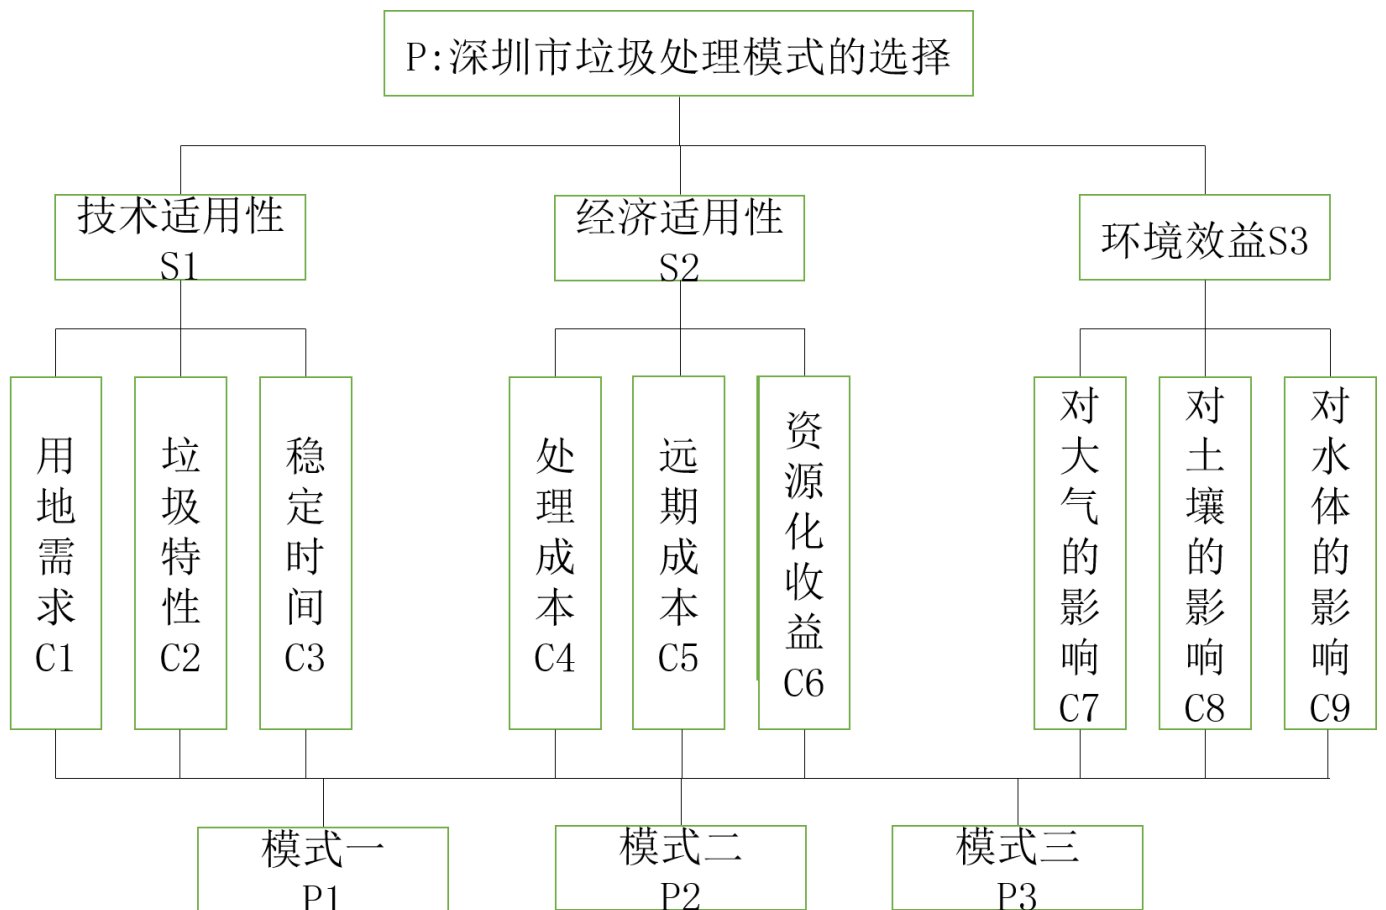 P:深圳市垃圾处理模式的选择
技术适用性
S1
经济适用性
S2
环境效益S3
用地需求
C1
垃圾特性
C2
稳定时间
C3
处理成本
C4
远期成本
C5
资源化收益
C6
对大气的影响
C7
对土壤的影响
C8
对水体的影响
C9
模式一
P1
模式二
P2
模式三
P3